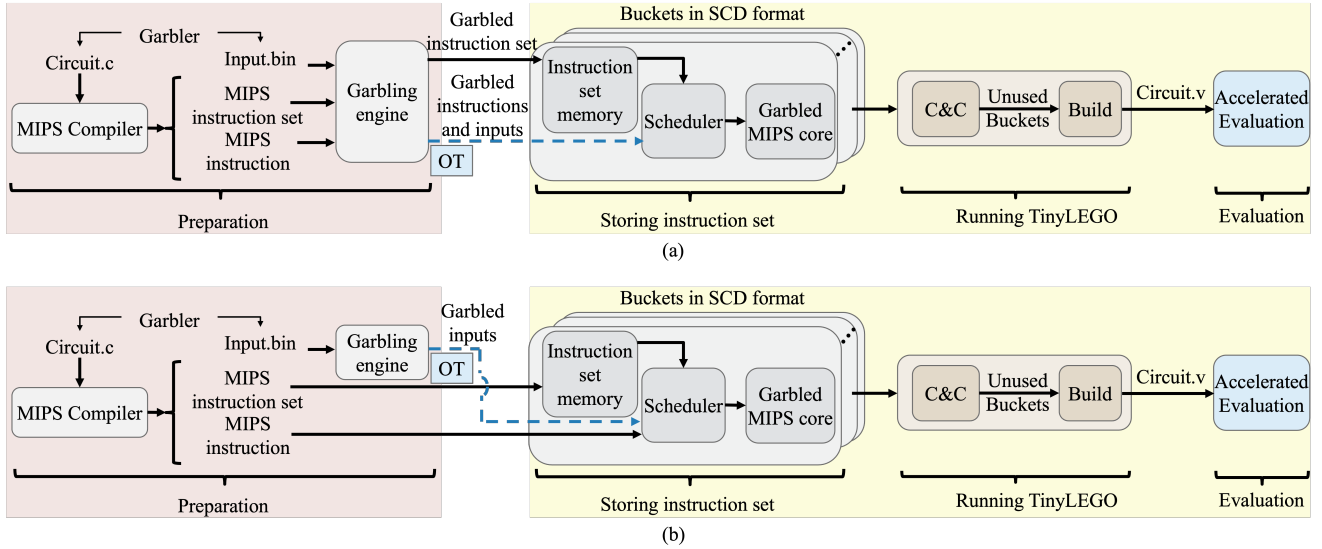 Buckets in SCD format
Garbler
Circuit.c
Input.bin
MIPS Compiler
MIPS
instruction set
MIPS
instruction
Garbling
engine
Garbled
instruction set
Garbled
instructions
and inputs
OT
Instruction
set
memory
Scheduler
Garbled
MIPS core
C&C
Unused
Buckets
Build
Circuit.v
Accelerated
Evaluation
Preparation
Storing instruction set
Running TinyLEGO
Evaluation
(a)
Buckets in SCD format
Garbler
Circuit.c
Input.bin
MIPS Compiler
MIPS
instruction set
MIPS
instruction
Garbling
engine
Garbled
inputs
OT
Instruction
set
memory
Scheduler
Garbled
MIPS core
C&C
Unused
Buckets
Build
Circuit.v
Accelerated
Evaluation
Preparation
Storing instruction set
Running TinyLEGO
Evaluation
(b)